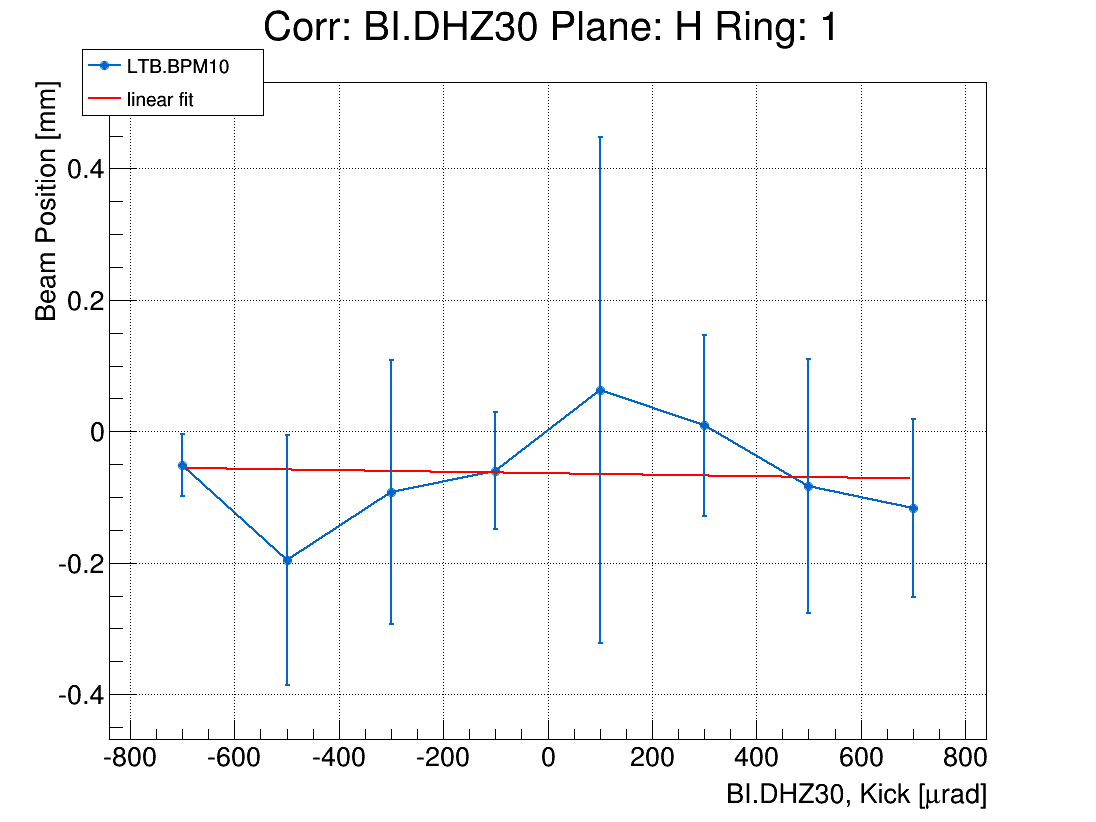 Corr: BI.DHZ30 Plane: H Ring: 1
LTB.BPM10
linear fit
Beam Position [mm]
0.4
0.2
0
-0.2
-0.4
-800 -600 -400 -200 0 200 400 600 800
BI.DHZ30, Kick [μrad]